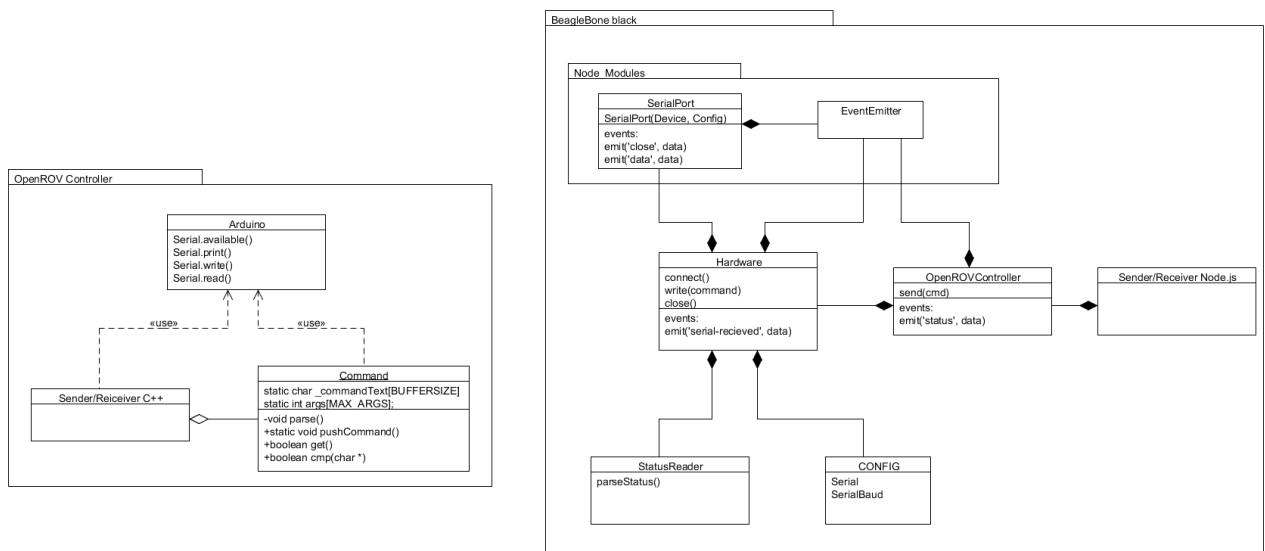 OpenROV Controller
Arduino
Serial.available()
Serial.print()
Serial.write()
Serial.read()
«use»
«use»
Sender/Reiceiver C++
Command
static char _commandText[BUFFERSIZE]
static int args[MAX_ARGS];
-void parse()
+static void pushCommand()
+boolean get()
+boolean cmp(char *)
BeagleBone black
Node_Modules
SerialPort
SerialPort(Device, Config)
events:
emit('close', data)
emit('data', data)
EventEmitter
Hardware
connect()
write(command)
close()
events:
emit('serial-recieved', data)
OpenROVController
send(cmd)
events:
emit('status', data)
Sender/Receiver Node.js
StatusReader
parseStatus()
CONFIG
Serial
SerialBaud